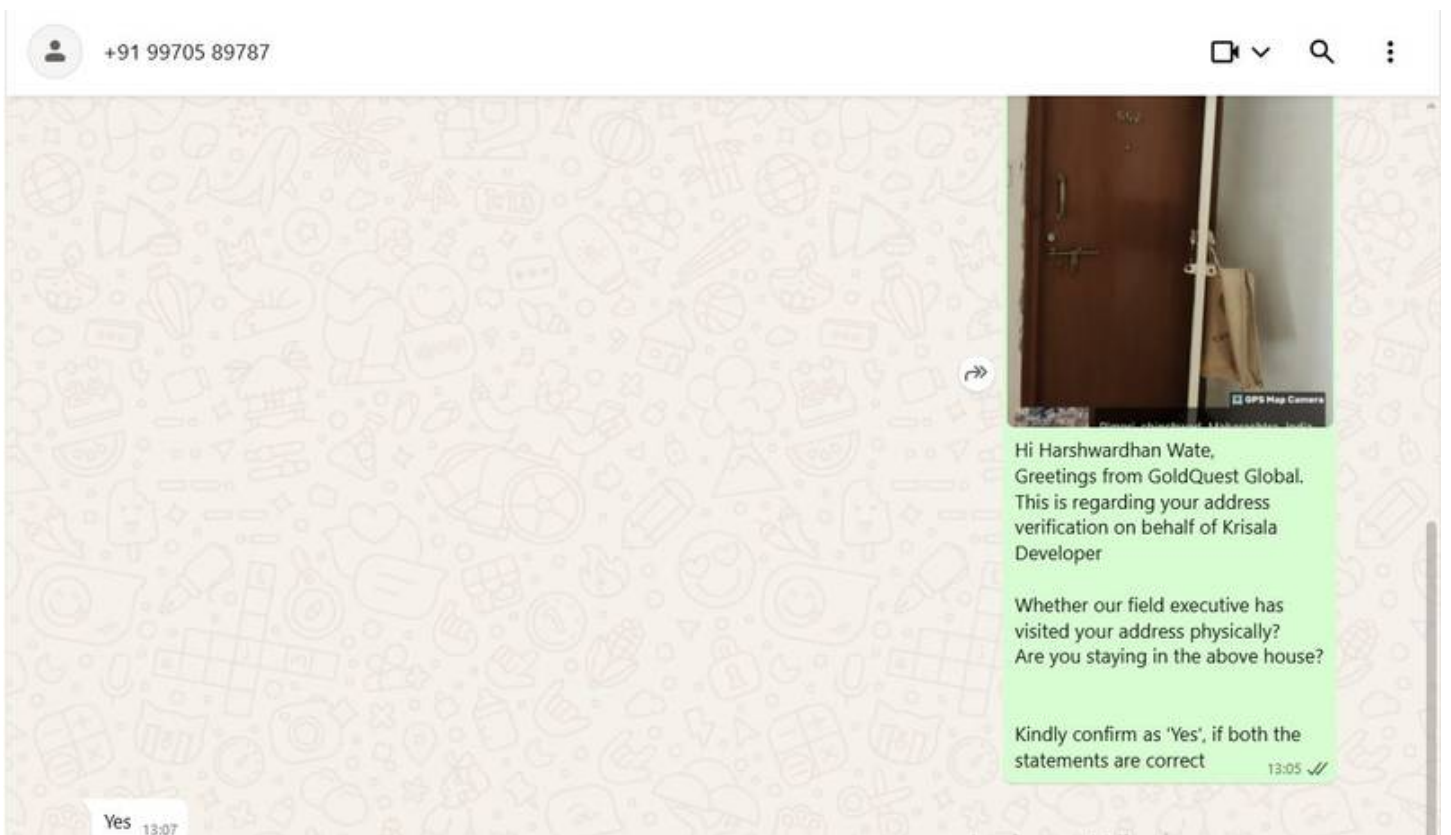 +91 99705 89787
GPS Map Camera
Hi Harshwardhan Wate,
Greetings from GoldQuest Global.
This is regarding your address
verification on behalf of Krisala
Developer
Whether our field executive has
visited your address physically?
Are you staying in the above house?
Kindly confirm as 'Yes', if both the
statements are correct
13:05
Yes 13:07